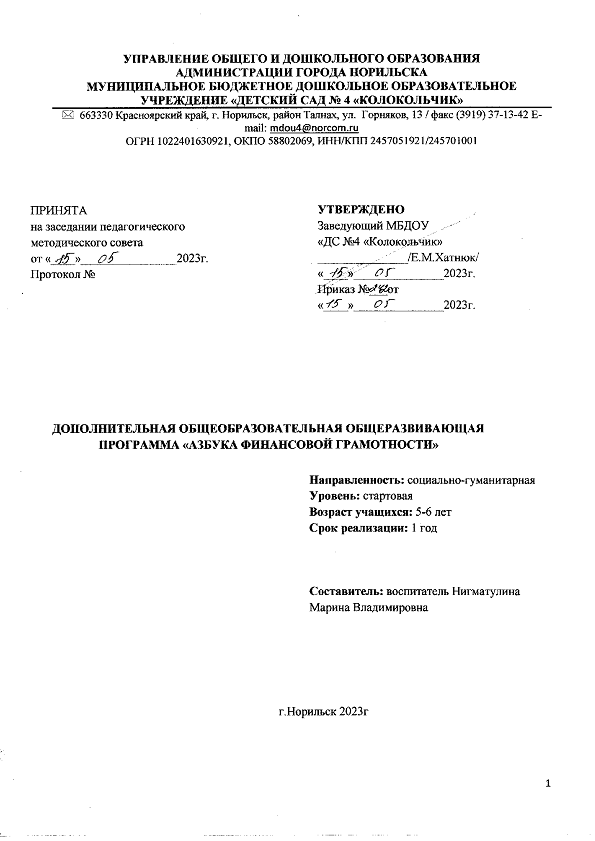 УПРАВЛЕНИЕ ОБЩЕГО И ДОШКОЛЬНОГО ОБРАЗОВАНИЯ
АДМИНИСТРАЦИИ ГОРОДА НОРИЛЬСКА
МУНИЦИПАЛЬНОЕ БЮДЖЕТНОЕ ДОШКОЛЬНОЕ ОБРАЗОВАТЕЛЬНОЕ
УЧРЕЖДЕНИЕ «ДЕТСКИЙ САД № 4 «КОЛОКОЛЬЧИК»
663330 Красноярский край, г. Норильск, район Талнах, ул. Горняков, 13 / факс (3919) 37-13-42 E-
mail: mdou4@norcom.ru
ОГРН 1022401630921, ОКПО 58802069, ИНН/КПП 2457051921/245701001
ПРИНЯТА
на заседании педагогического
методического совета
от « 15 » 05 2023г.
Протокол №
УТВЕРЖДЕНО
Заведующий МБДОУ
«ДС №4 «Колокольчик»
/Е.М.Хатнюк/
« 15 » 05 2023г.
Приказ № от
« 15 » 05 2023г.
ДОПОЛНИТЕЛЬНАЯ ОБЩЕОБРАЗОВАТЕЛЬНАЯ ОБЩЕРАЗВИВАЮЩАЯ
ПРОГРАММА «АЗБУКА ФИНАНСОВОЙ ГРАМОТНОСТИ»
Направленность: социально-гуманитарная
Уровень: стартовая
Возраст учащихся: 5-6 лет
Срок реализации: 1 год
Составитель: воспитатель Нигматулина
Марина Владимировна
г.Норильск 2023г
1